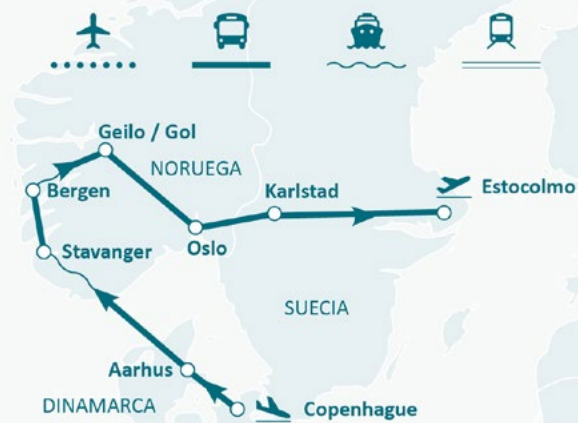 Geilo / Gol
NORUEGA
Bergen
Karlstad
Estocolmo
Stavanger
Oslo
SUECIA
Aarhus
DINAMARCA
Copenhague